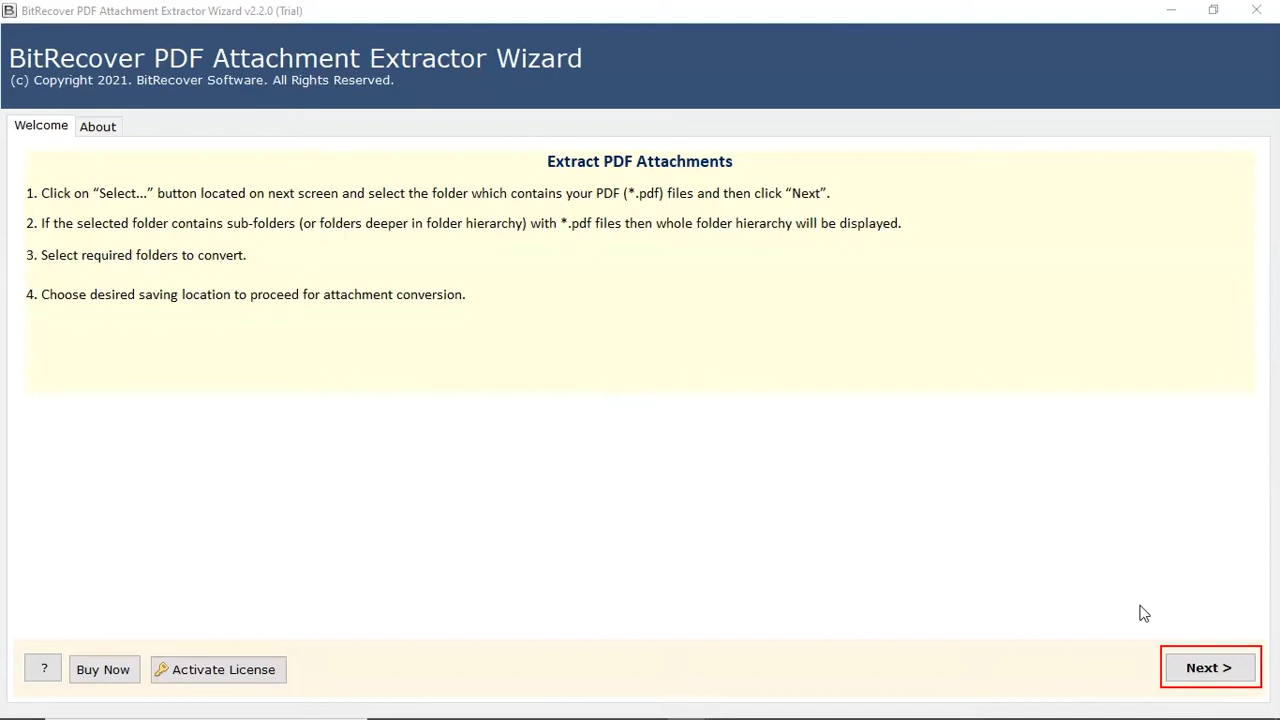 BitRecover PDF Attachment Extractor Wizard v2.2.0 (Trial)
BitRecover PDF Attachment Extractor Wizard
(c) Copyright 2021. BitRecover Software. All Rights Reserved.
Welcome
About
Extract PDF Attachments
1. Click on “Select...” button located on next screen and select the folder which contains your PDF (*.pdf) files and then click “Next”.
2. If the selected folder contains sub-folders (or folders deeper in folder hierarchy) with *.pdf files then whole folder hierarchy will be displayed.
3. Select required folders to convert.
4. Choose desired saving location to proceed for attachment conversion.
?
Buy Now
Activate License
Next >